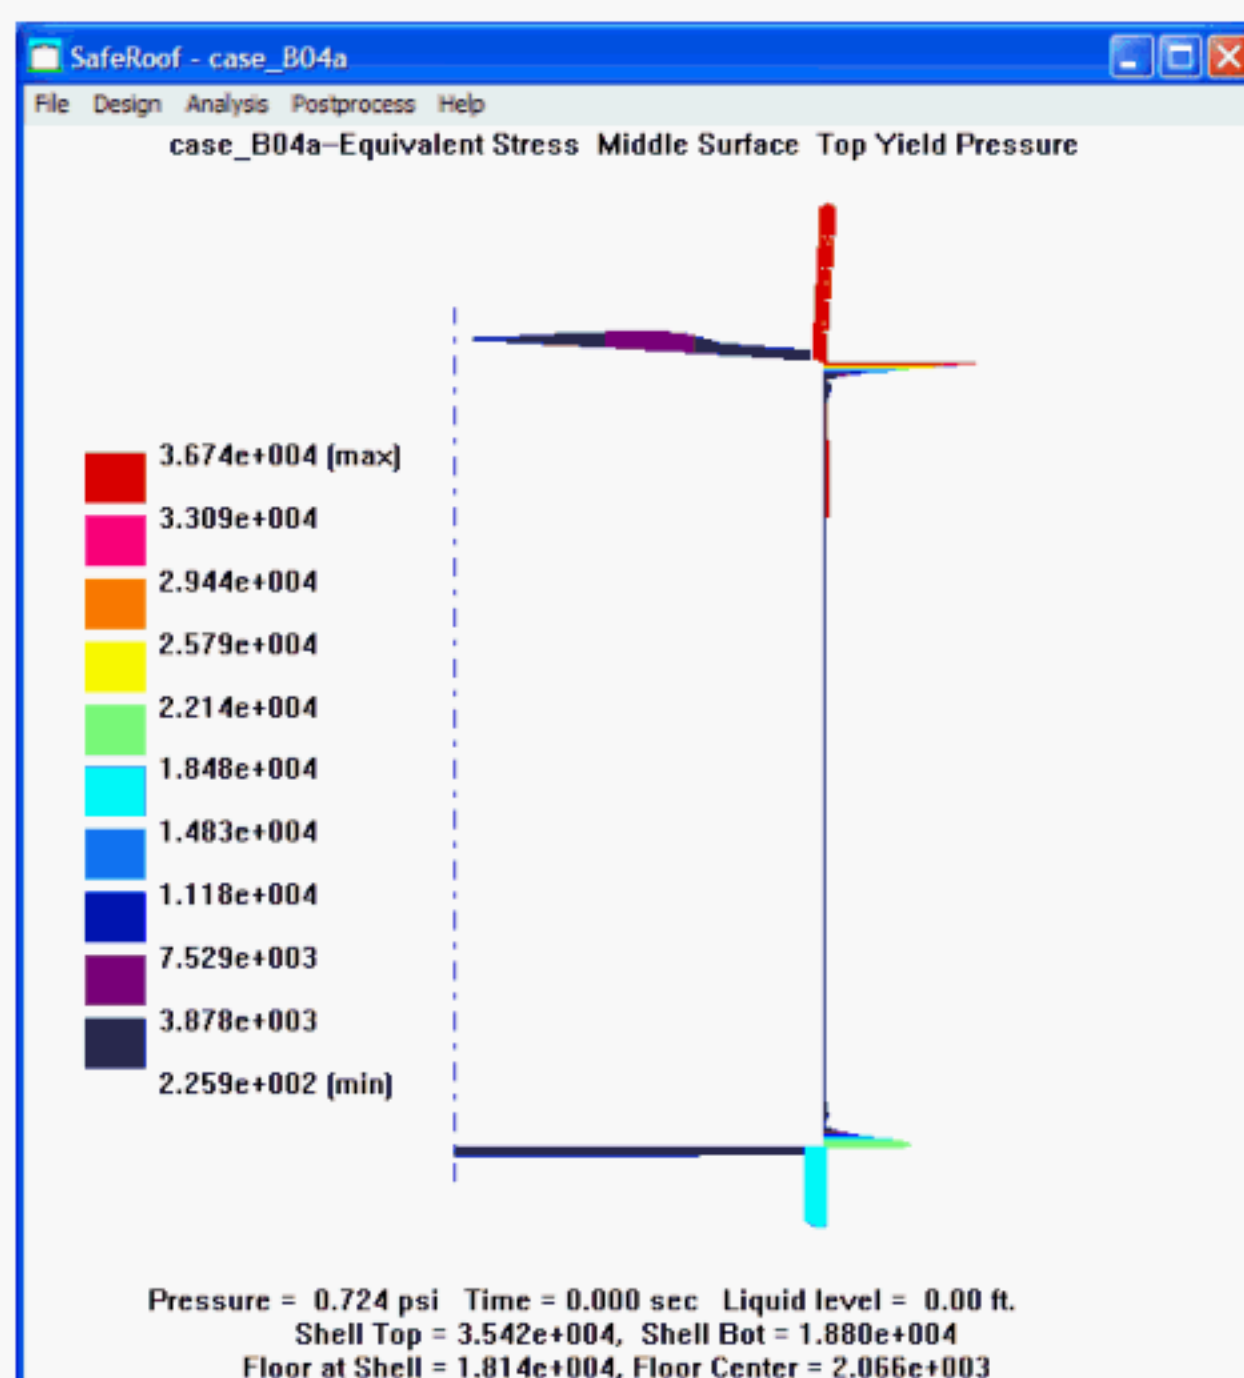 SafeRoof - case_B04a
File Design Analysis Postprocess Help
case_B04a-Equivalent Stress Middle Surface Top Yield Pressure
3.674e+004 (max)
3.309e+004
2.944e+004
2.579e+004
2.214e+004
1.848e+004
1.483e+004
1.118e+004
7.529e+003
3.878e+003
2.259e+002 (min)
Pressure = 0.724 psi Time = 0.000 sec Liquid level = 0.00 ft.
Shell Top = 3.542e+004, Shell Bot = 1.880e+004
Floor at Shell = 1.814e+004, Floor Center = 2.066e+003